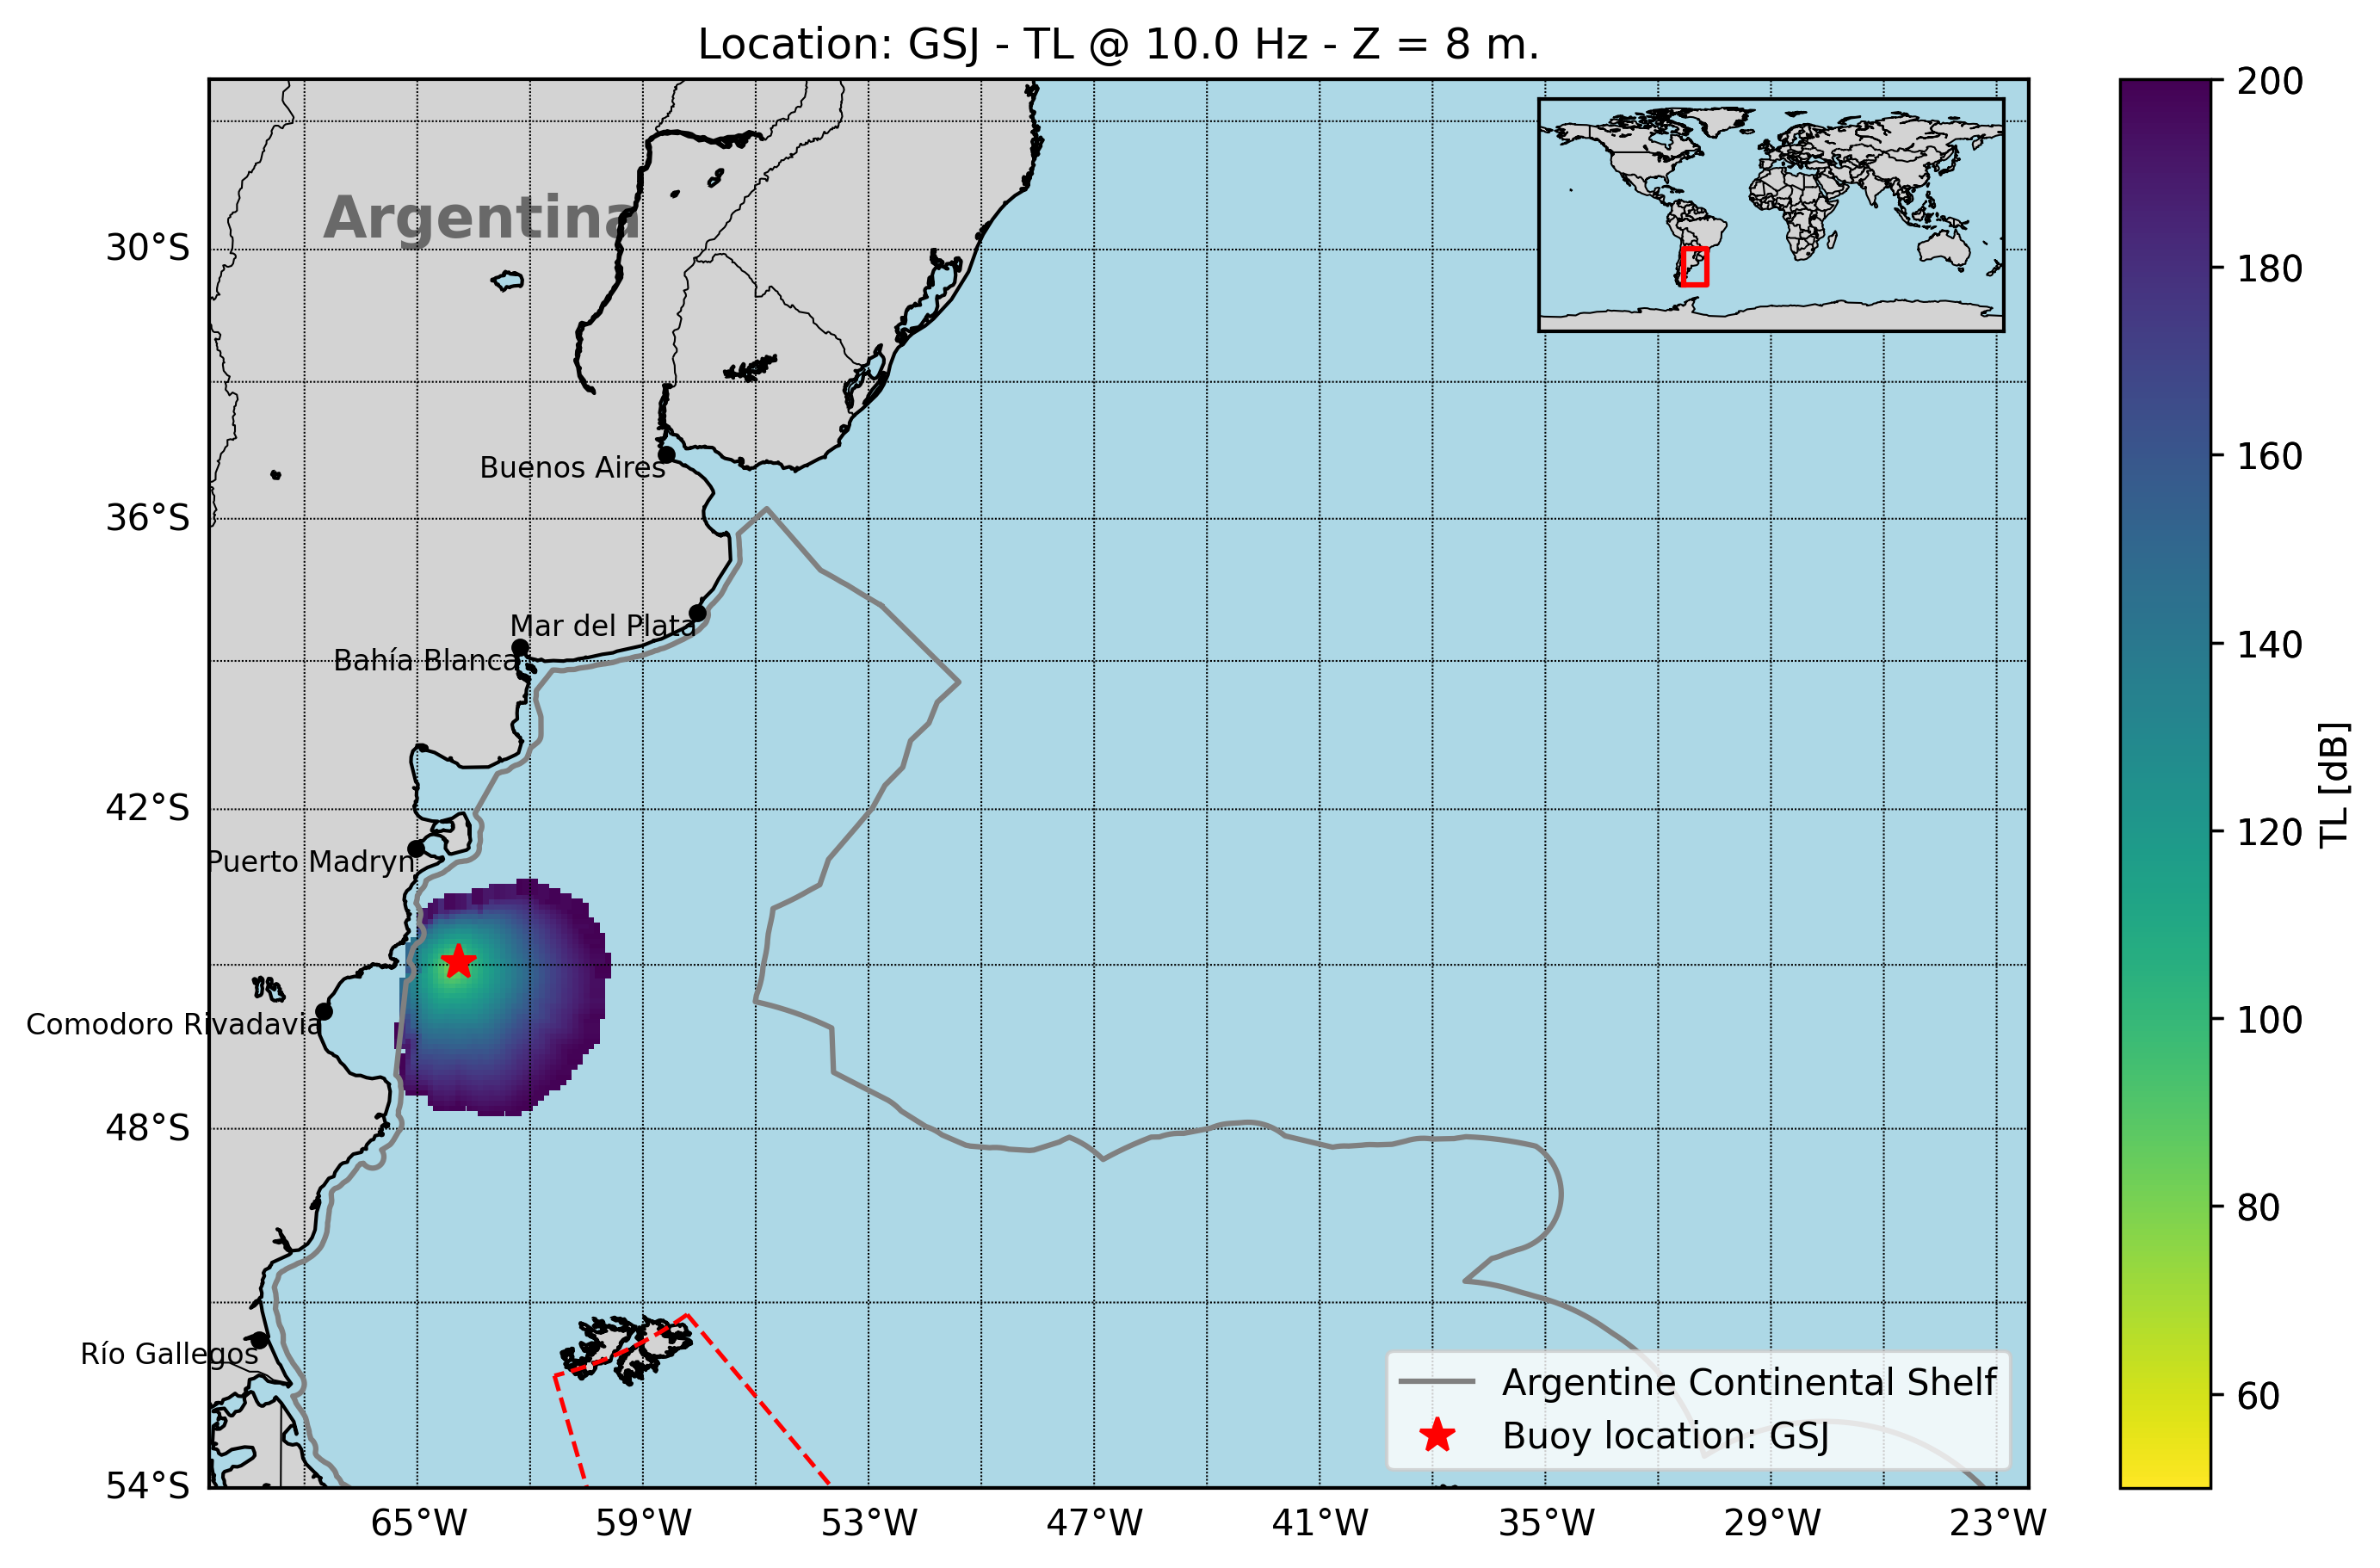 Location: GSJ - TL @ 10.0 Hz - Z = 8 m.
Argentina
30°S
36°S
42°S
48°S
54°S
Buenos Aires
Mar del Plata
Bahía Blanca
Puerto Madryn
Comodoro Rivadavia
Río Gallegos
65°W
59°W
53°W
47°W
41°W
35°W
29°W
23°W
Argentine Continental Shelf
Buoy location: GSJ
200
180
160
140
120
100
80
60
TL [dB]